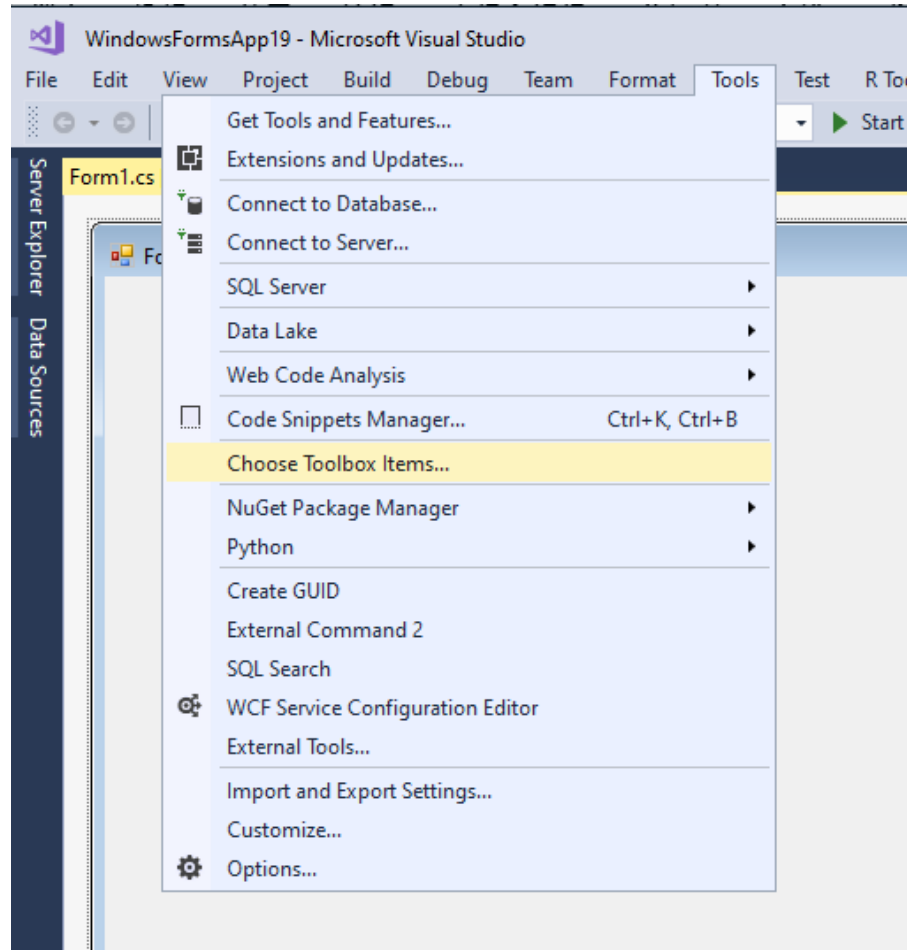 WindowsFormsApp19 - Microsoft Visual Studio
File Edit View Project Build Debug Team Format Tools Test R
Start
Server Explorer
Data Sources
Form1.cs
Get Tools and Features...
Extensions and Updates...
Connect to Database...
Connect to Server...
SQL Server
Data Lake
Web Code Analysis
Code Snippets Manager... Ctrl+K, Ctrl+B
Choose Toolbox Items...
NuGet Package Manager
Python
Create GUID
External Command 2
SQL Search
WCF Service Configuration Editor
External Tools...
Import and Export Settings...
Customize...
Options...